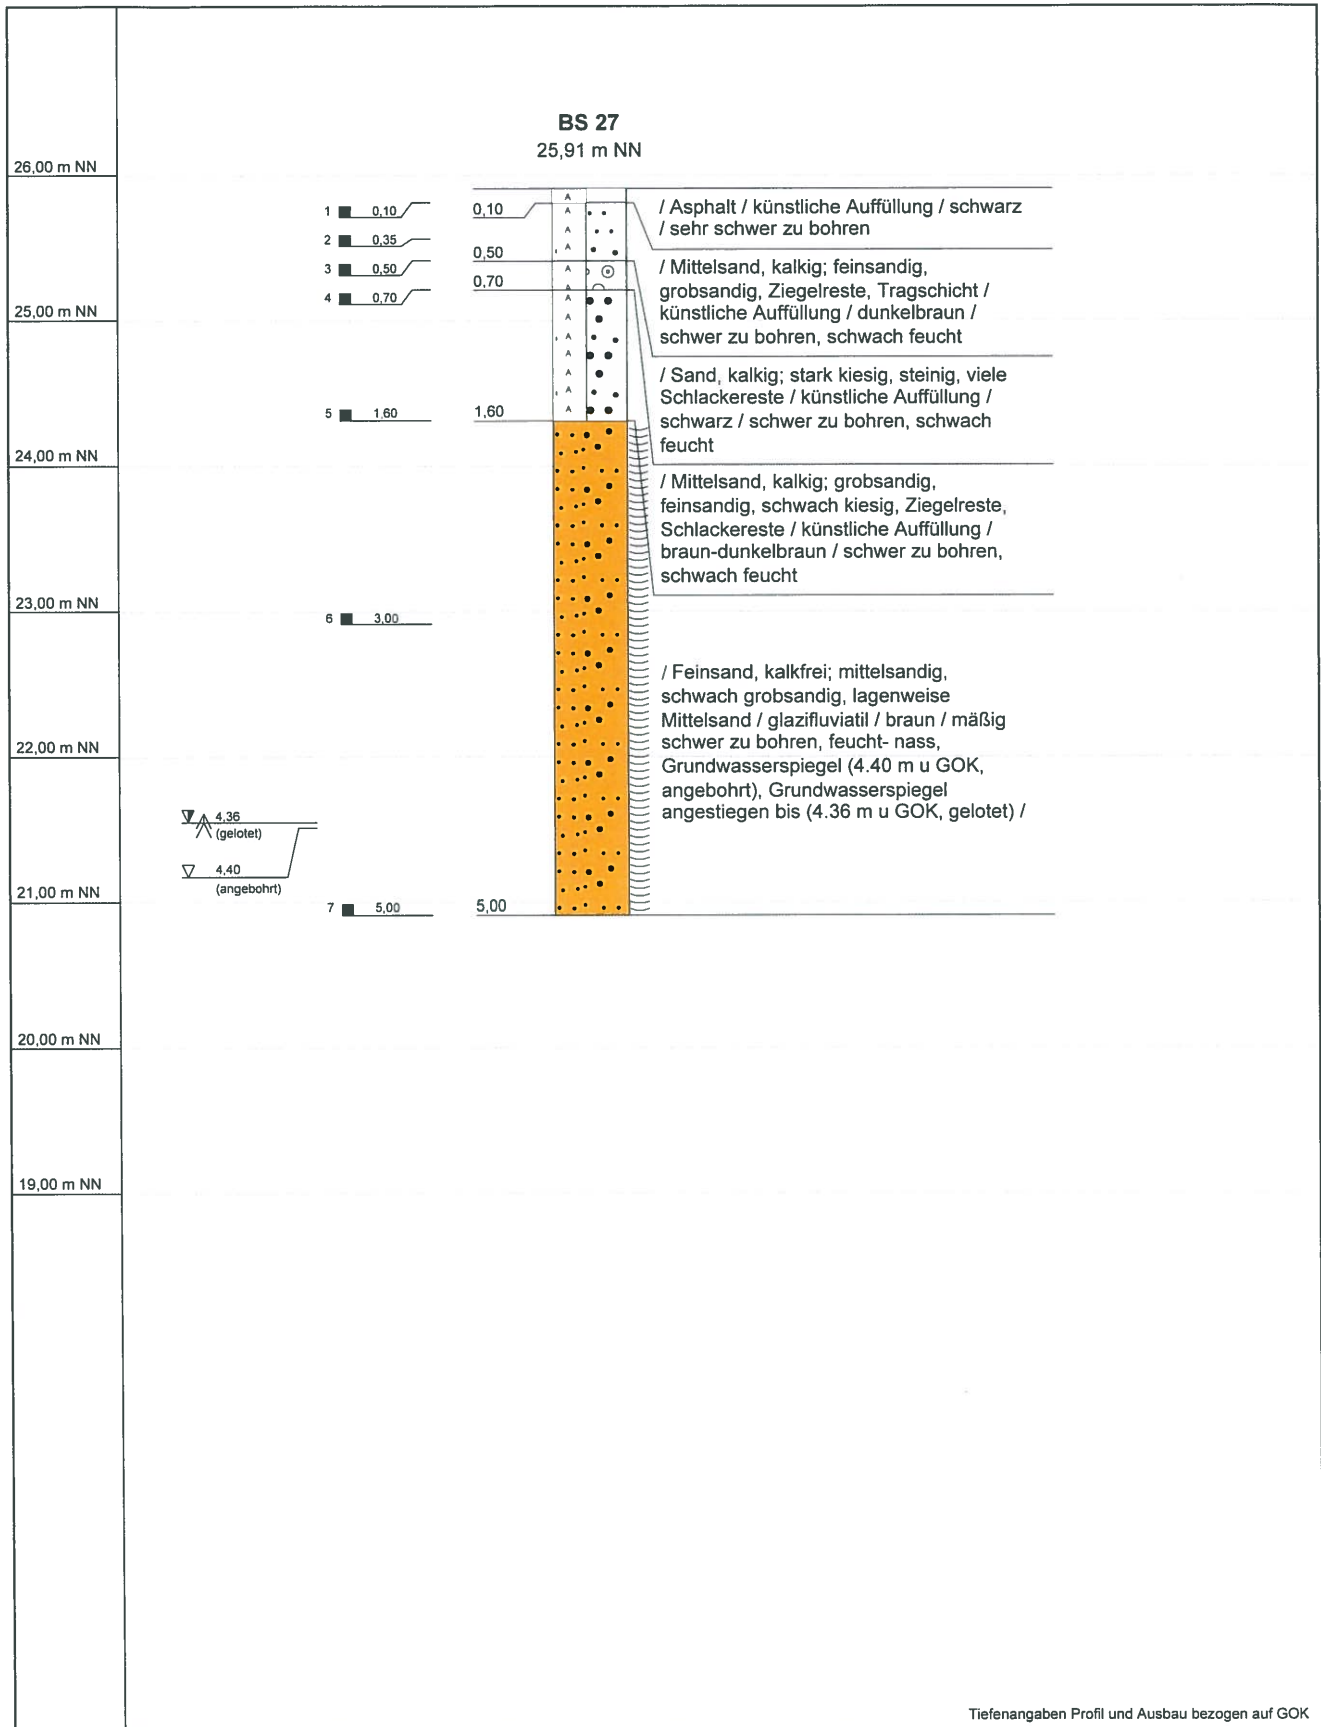 BS 27
25,91 m NN
26,00 m NN
25,00 m NN
24,00 m NN
23,00 m NN
22,00 m NN
21,00 m NN
20,00 m NN
19,00 m NN
1 0,10
2 0,35
3 0,50
4 0,70
5 1,60
6 3,00
7 5,00
4,36
(gelotet)
4,40
(angebohrt)
0,10
0,50
0,70
1,60
5,00
A
A
A
A
A
A
A
A
A
A
A
A
A
/ Asphalt / künstliche Auffüllung / schwarz
/ sehr schwer zu bohren
/ Mittelsand, kalkig; feinsandig,
grobsandig, Ziegelreste, Tragschicht /
künstliche Auffüllung / dunkelbraun /
schwer zu bohren, schwach feucht
/ Sand, kalkig; stark kiesig, steinig, viele
Schlackereste / künstliche Auffüllung /
schwarz / schwer zu bohren, schwach
feucht
/ Mittelsand, kalkig; grobsandig,
feinsandig, schwach kiesig, Ziegelreste,
Schlackereste / künstliche Auffüllung /
braun-dunkelbraun / schwer zu bohren,
schwach feucht
/ Feinsand, kalkfrei; mittelsandig,
schwach grobsandig, lagenweise
Mittelsand / glazifluviatil / braun / mäßig
schwer zu bohren, feucht- nass,
Grundwasserspiegel (4.40 m u GOK,
angebohrt), Grundwasserspiegel
angestiegen bis (4.36 m u GOK, gelotet) /
Tiefenangaben Profil und Ausbau bezogen auf GOK